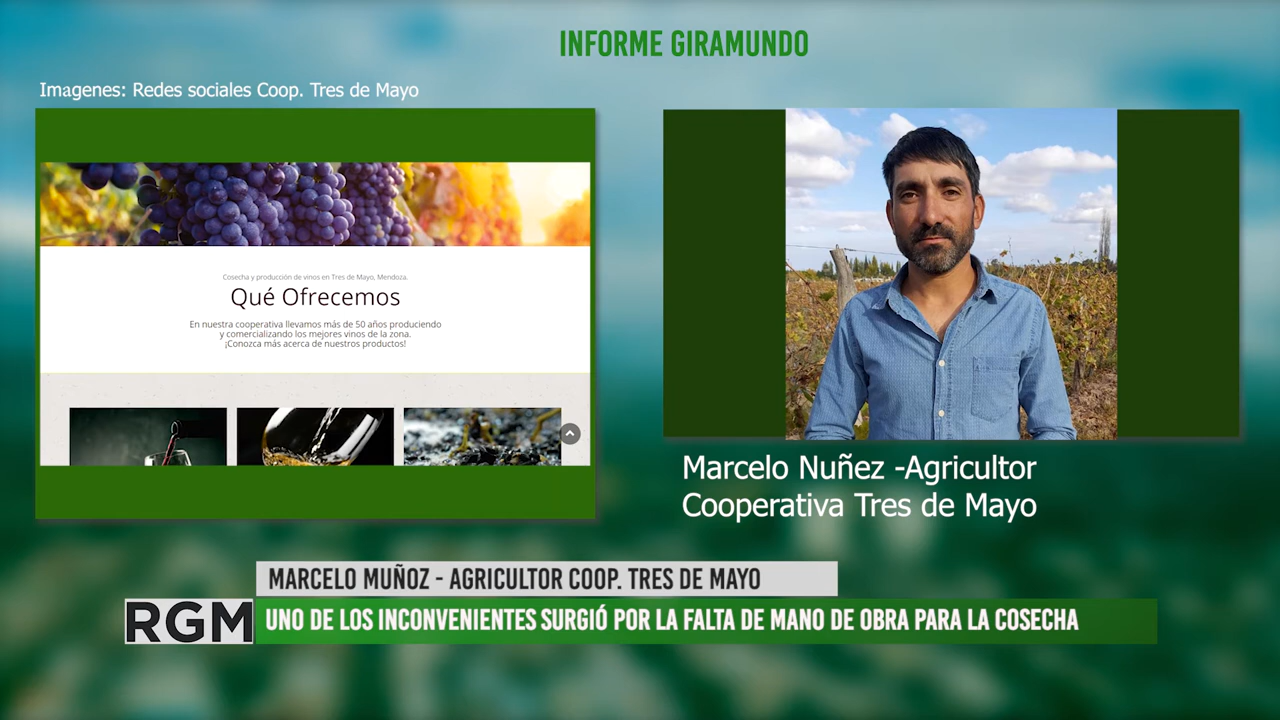 INFORME GIRAMUNDO
Imagenes: Redes sociales Coop. Tres de Mayo
Cosecha y producción de vinos en Tres de Mayo, Mendoza.
Qué Ofrecemos
En nuestra cooperativa llevamos más de 50 años produciendo
y comercializando los mejores vinos de la zona.
¡Conozca más acerca de nuestros productos!
Marcelo Nuñez -Agricultor
Cooperativa Tres de Mayo
MARCELO MUÑOZ - AGRICULTOR COOP. TRES DE MAYO
RGM
UNO DE LOS INCONVENIENTES SURGIÓ POR LA FALTA DE MANO DE OBRA PARA LA COSECHA